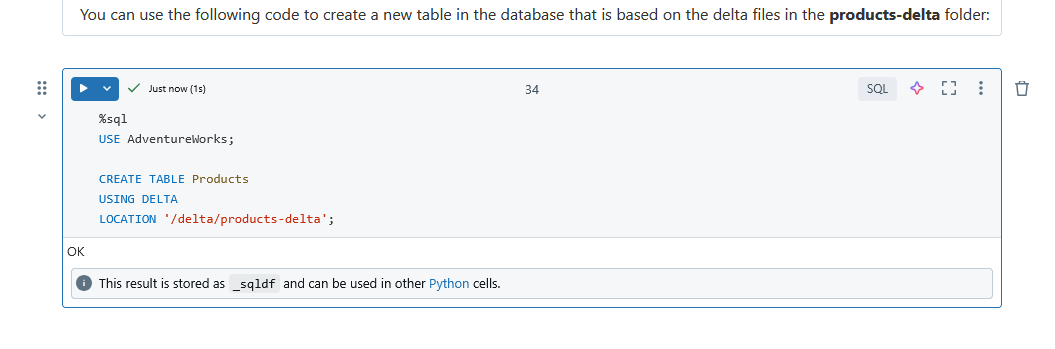 You can use the following code to create a new table in the database that is based on the delta files in the products-delta folder:
Just now (1s)
34
SQL
%sql
USE AdventureWorks;
CREATE TABLE Products
USING DELTA
LOCATION '/delta/products-delta';
OK
This result is stored as _sqldf and can be used in other Python cells.